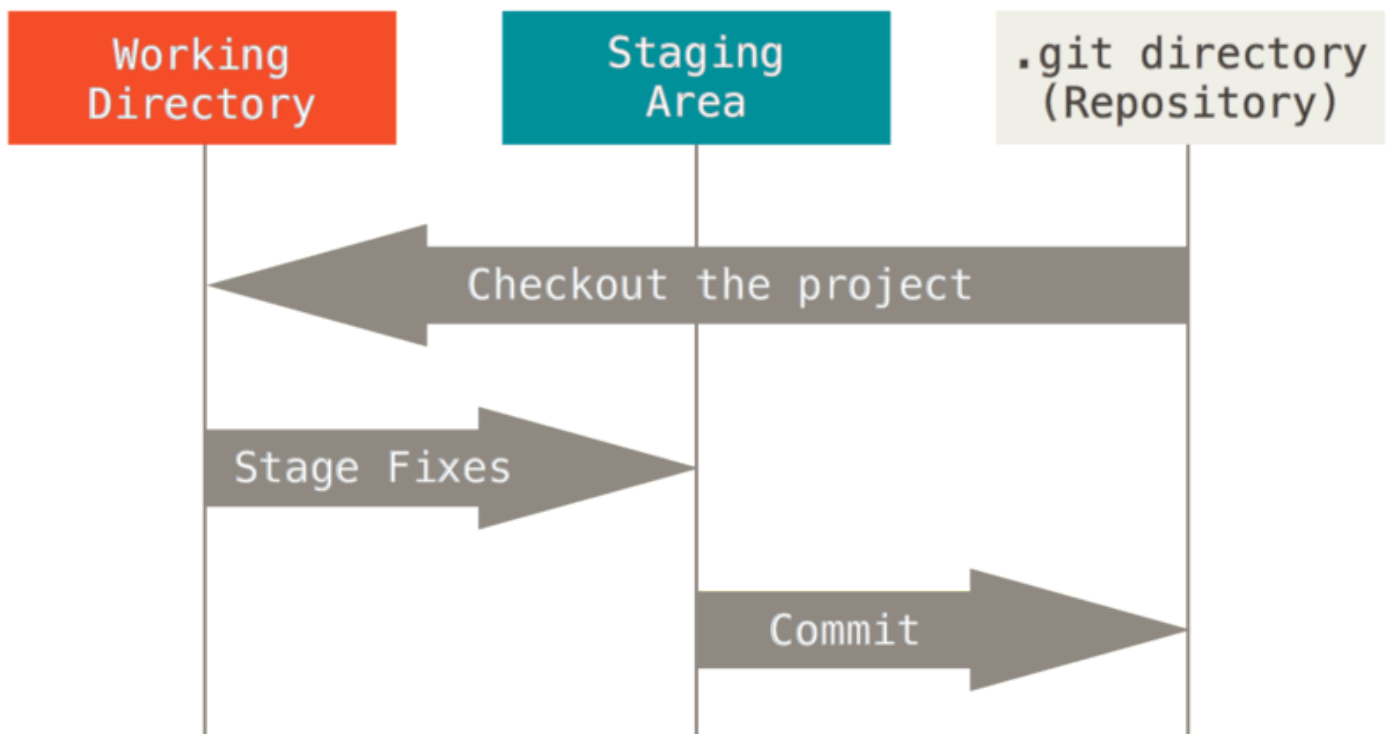 Working
Directory
Staging
Area
.git directory
(Repository)
Checkout the project
Stage Fixes
Commit